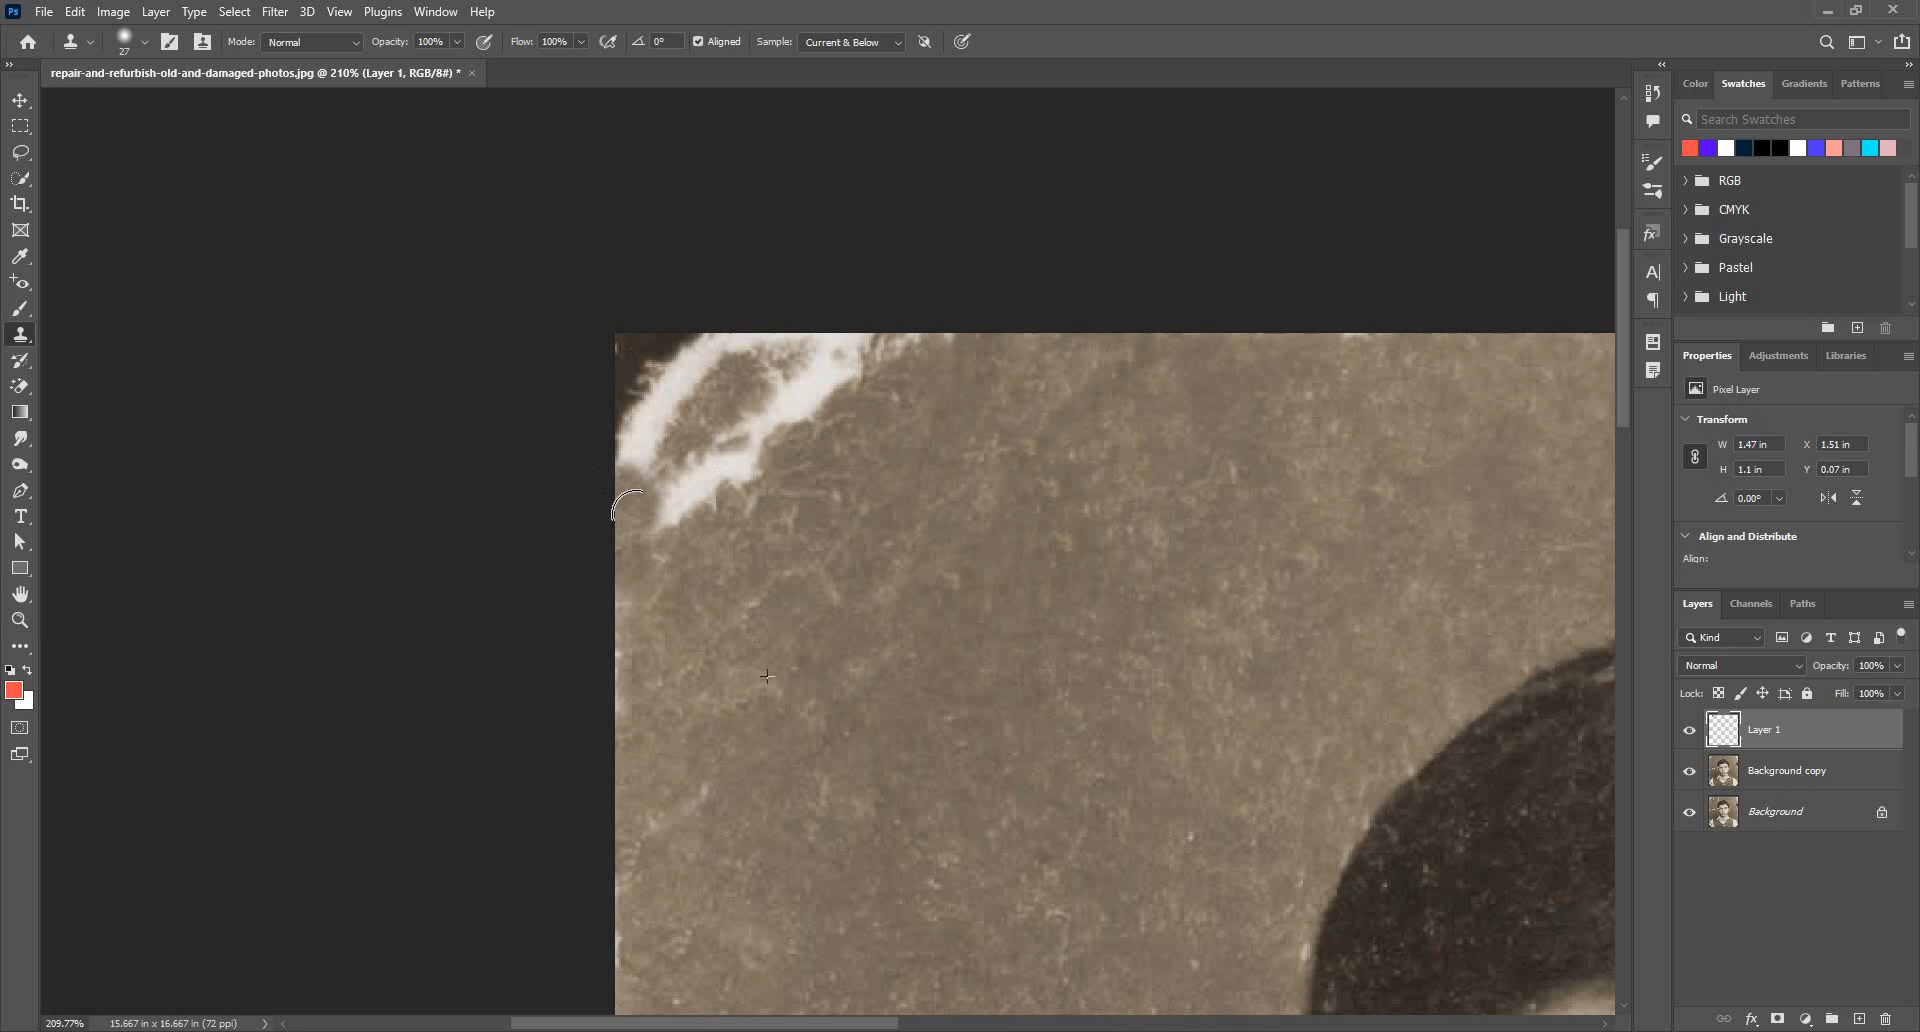 Ps File Edit Image Layer Type Select Filter 3D View Plugins Window Help
27 Mode: Normal Opacity: 100% Flow: 100% 0° Aligned Sample: Current & Below
repair-and-refurbish-old-and-damaged-photos.jpg @ 210% (Layer 1, RGB/8#) * ×
Color Swatches Gradients Patterns
Search Swatches
RGB
CMYK
Grayscale
Pastel
Light
Properties Adjustments Libraries
Pixel Layer
Transform
W 1.47 in X 1.51 in
H 1.1 in Y 0.07 in
0.00°
Align and Distribute
Align:
Layers Channels Paths
Kind
Normal Opacity: 100%
Lock: Fill: 100%
Layer 1
Background copy
Background
209.77% 15.667 in x 16.667 in (72 ppi)